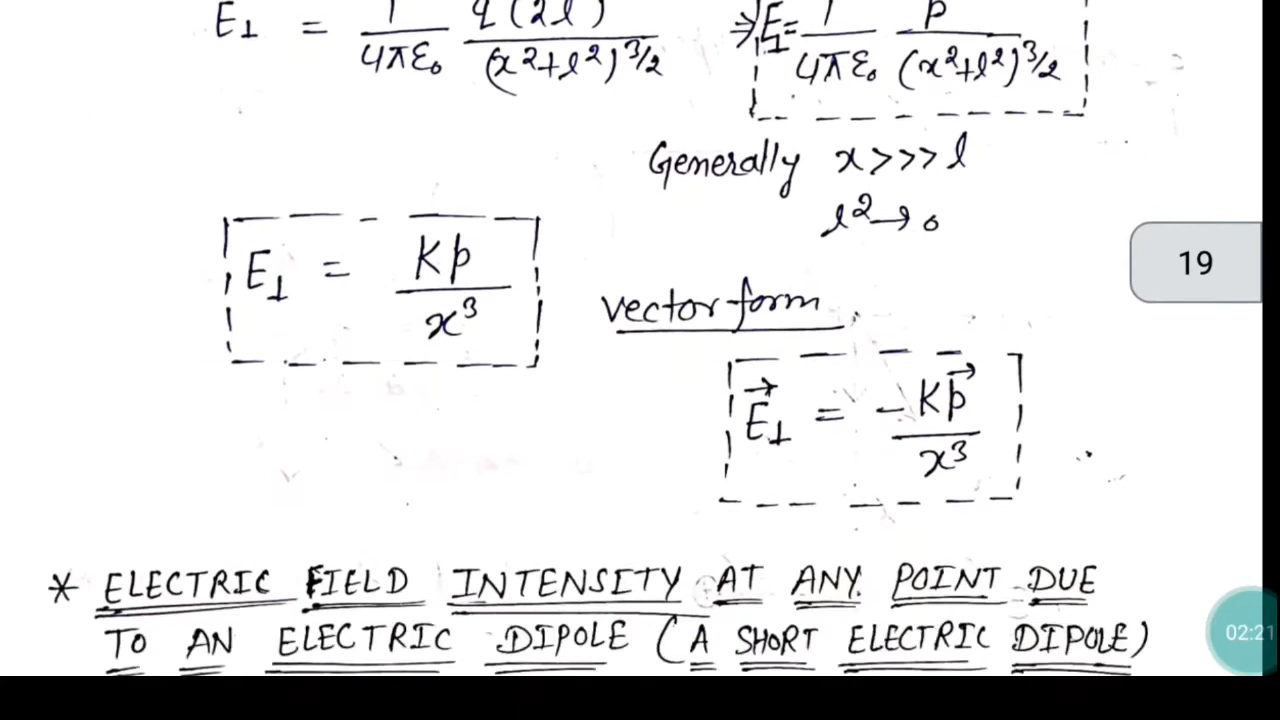 E⊥ = 1/4πε₀ q(2l)/(x²+l²)^3/2 ⇒ E⊥ = 1/4πε₀ p/(x²+l²)^3/2
Generally x>>>l
l²→0
E⊥ = Kp/x³
19
vector form
E⃗⊥ = -Kp⃗/x³
* ELECTRIC FIELD INTENSITY AT ANY POINT DUE
TO AN ELECTRIC DIPOLE (A SHORT ELECTRIC DIPOLE)
02:21